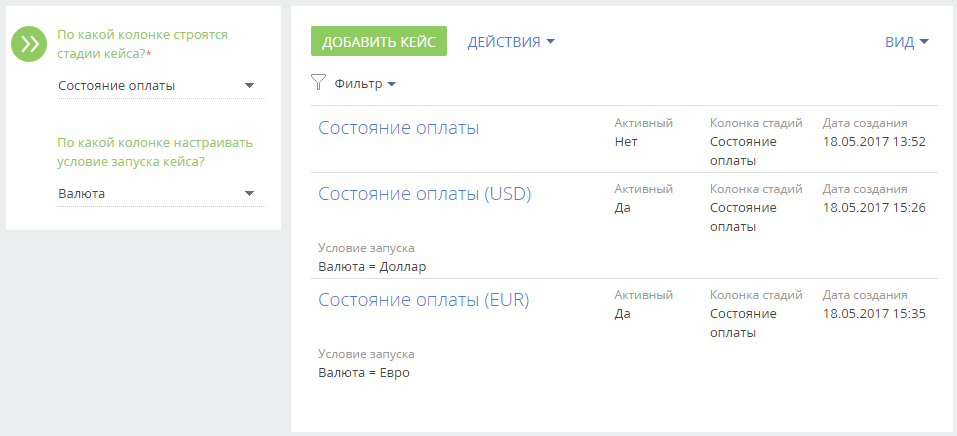 По какой колонке строятся
стадии кейса?*
Состояние оплаты
По какой колонке настраивать
условие запуска кейса?
Валюта
ДОБАВИТЬ КЕЙС ДЕЙСТВИЯ ВИД
Фильтр
Состояние оплаты Активный Колонка стадий Дата создания
Нет Состояние 18.05.2017 13:52
оплаты
Состояние оплаты (USD) Активный Колонка стадий Дата создания
Да Состояние 18.05.2017 15:26
оплаты
Условие запуска
Валюта = Доллар
Состояние оплаты (EUR) Активный Колонка стадий Дата создания
Да Состояние 18.05.2017 15:35
оплаты
Условие запуска
Валюта = Евро